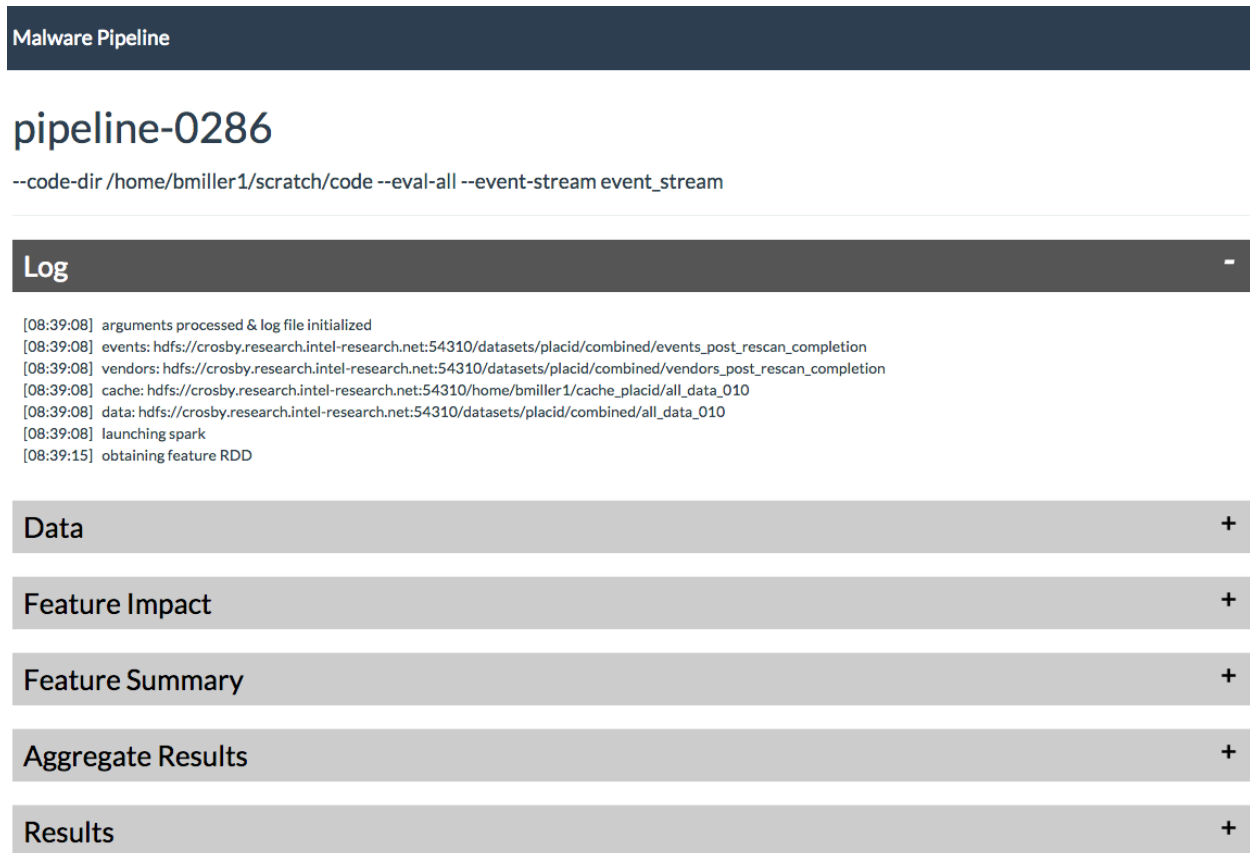 Malware Pipeline
pipeline-0286
--code-dir /home/bmiller1/scratch/code --eval-all --event-stream event_stream
Log -
[08:39:08] arguments processed & log file initialized
[08:39:08] events: hdfs://crosby.research.intel-research.net:54310/datasets/placid/combined/events_post_rescan_completion
[08:39:08] vendors: hdfs://crosby.research.intel-research.net:54310/datasets/placid/combined/vendors_post_rescan_completion
[08:39:08] cache: hdfs://crosby.research.intel-research.net:54310/home/bmiller1/cache_placid/all_data_010
[08:39:08] data: hdfs://crosby.research.intel-research.net:54310/datasets/placid/combined/all_data_010
[08:39:08] launching spark
[08:39:15] obtaining feature RDD
Data +
Feature Impact +
Feature Summary +
Aggregate Results +
Results +